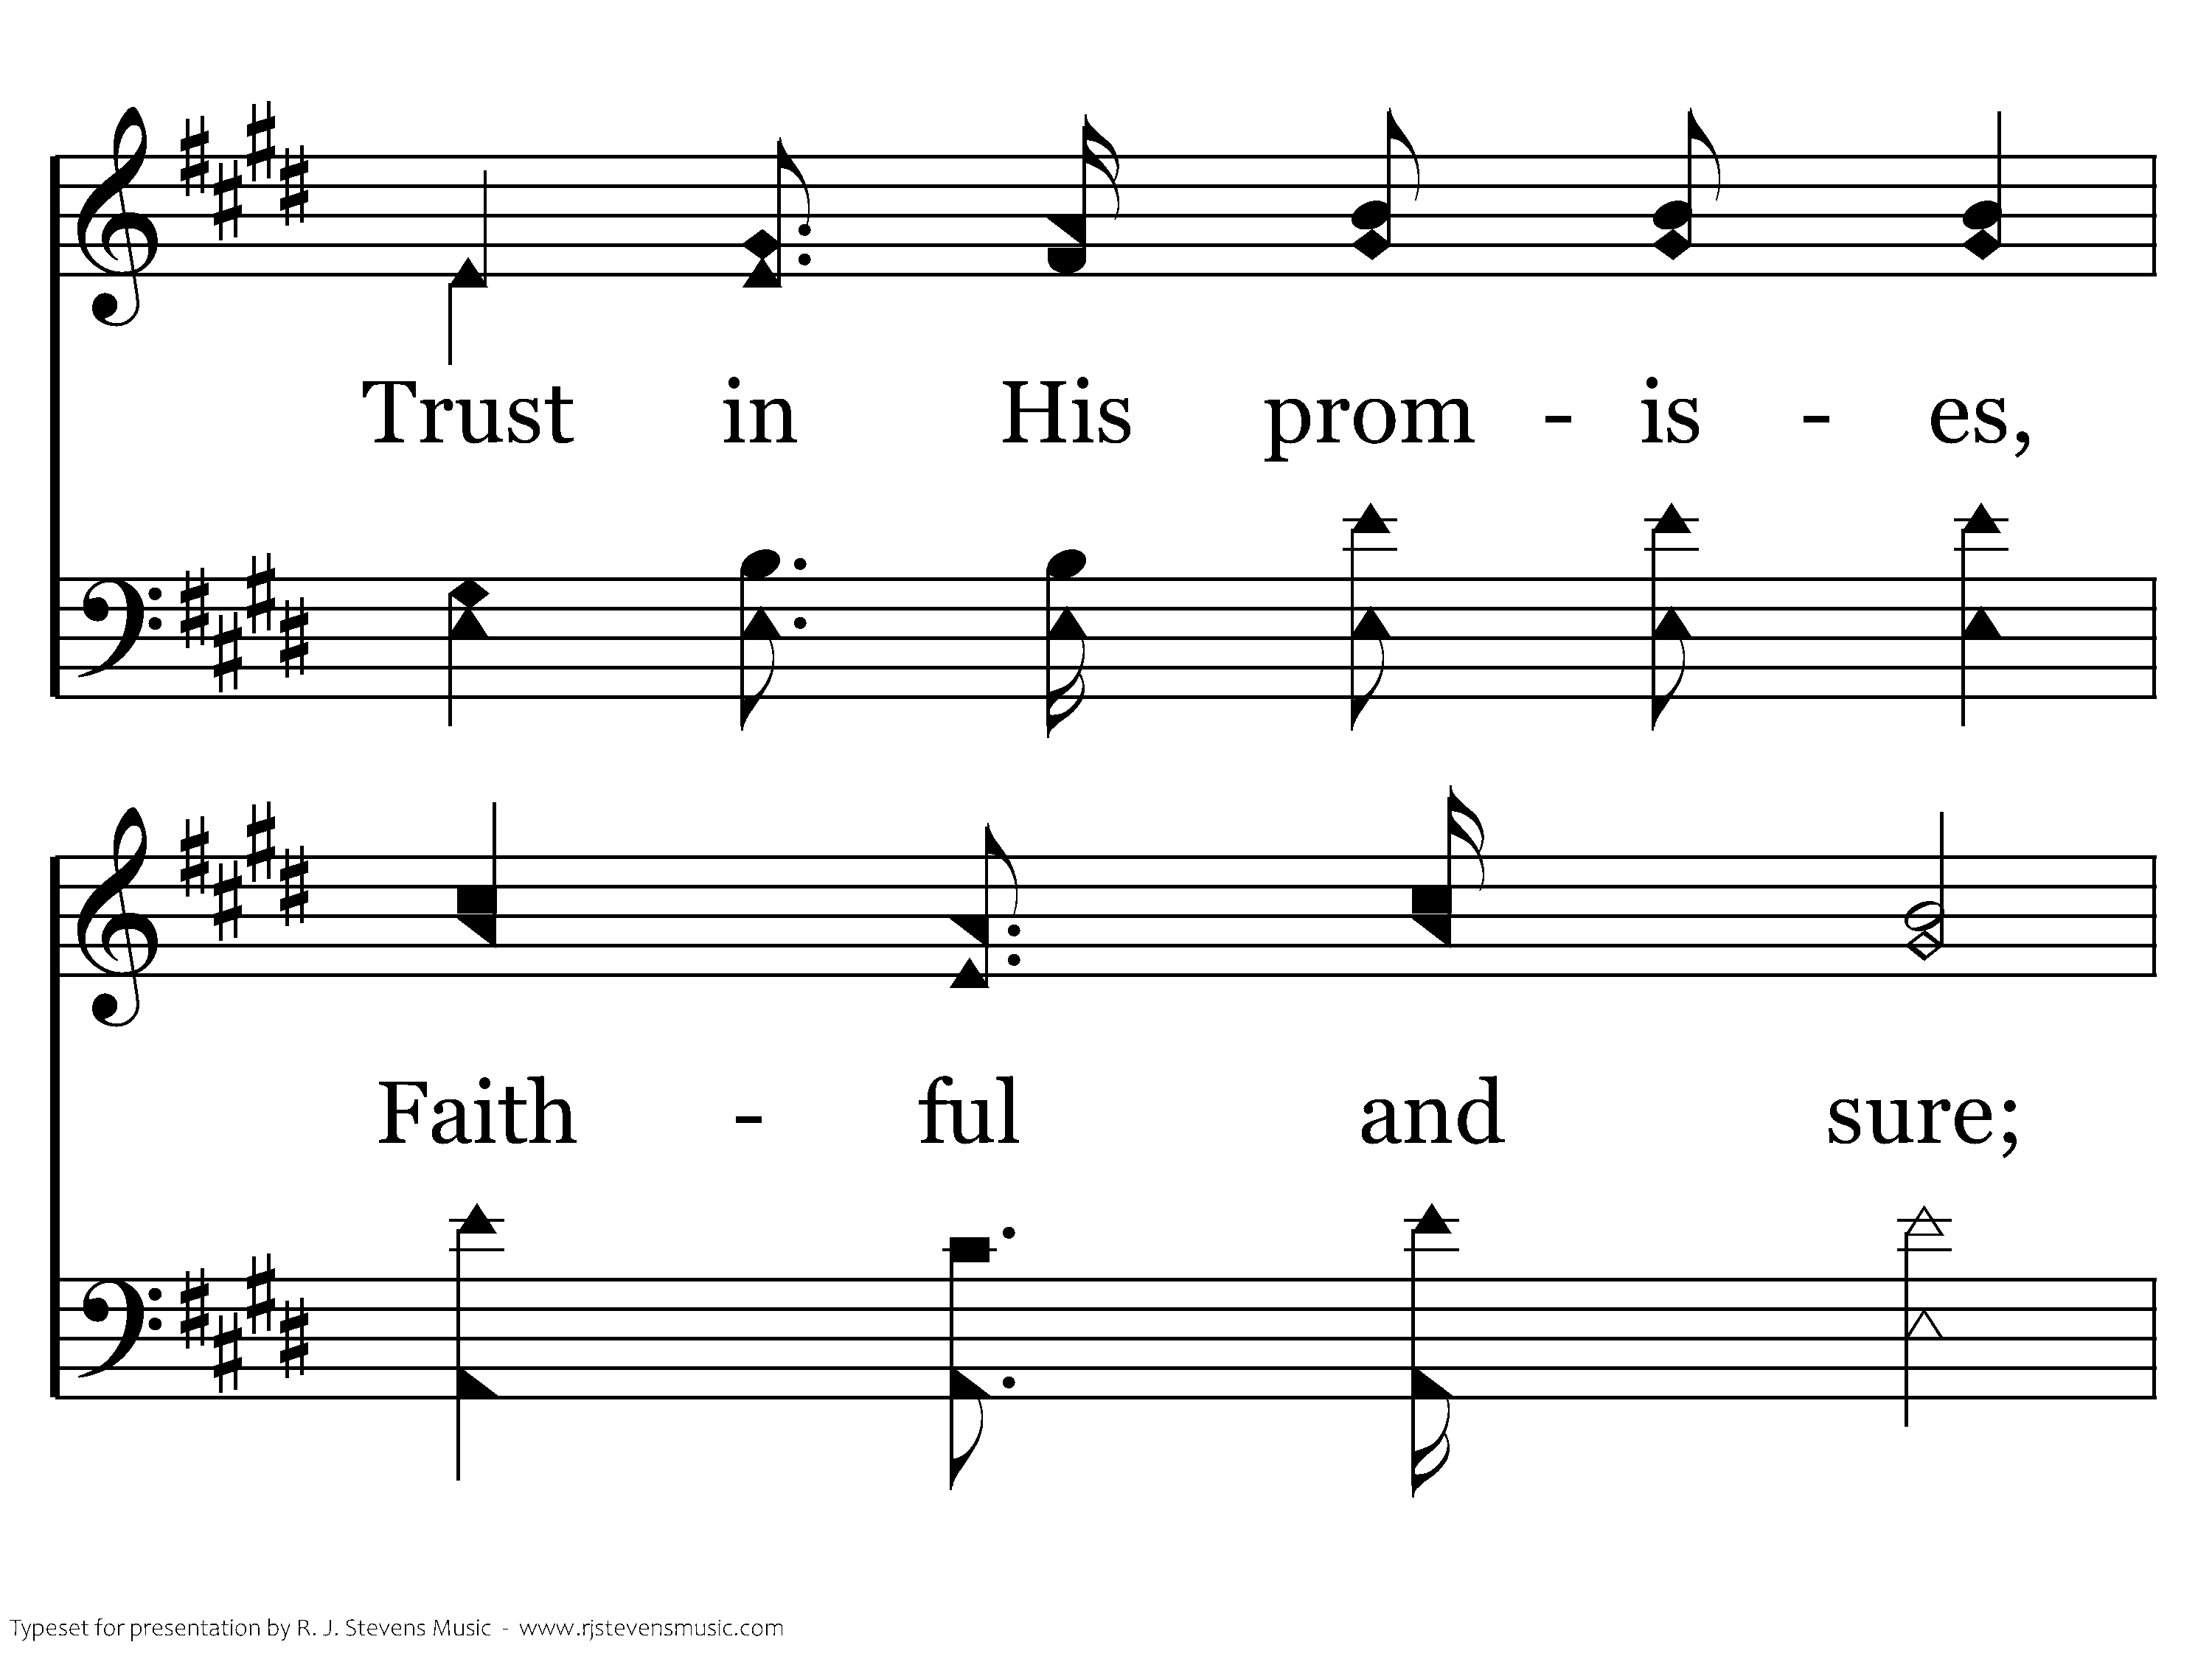 Trust in His prom - is - es,
Faith - ful and sure;
Typeset for presentation by R. J. Stevens Music - www.rjstevensmusic.com